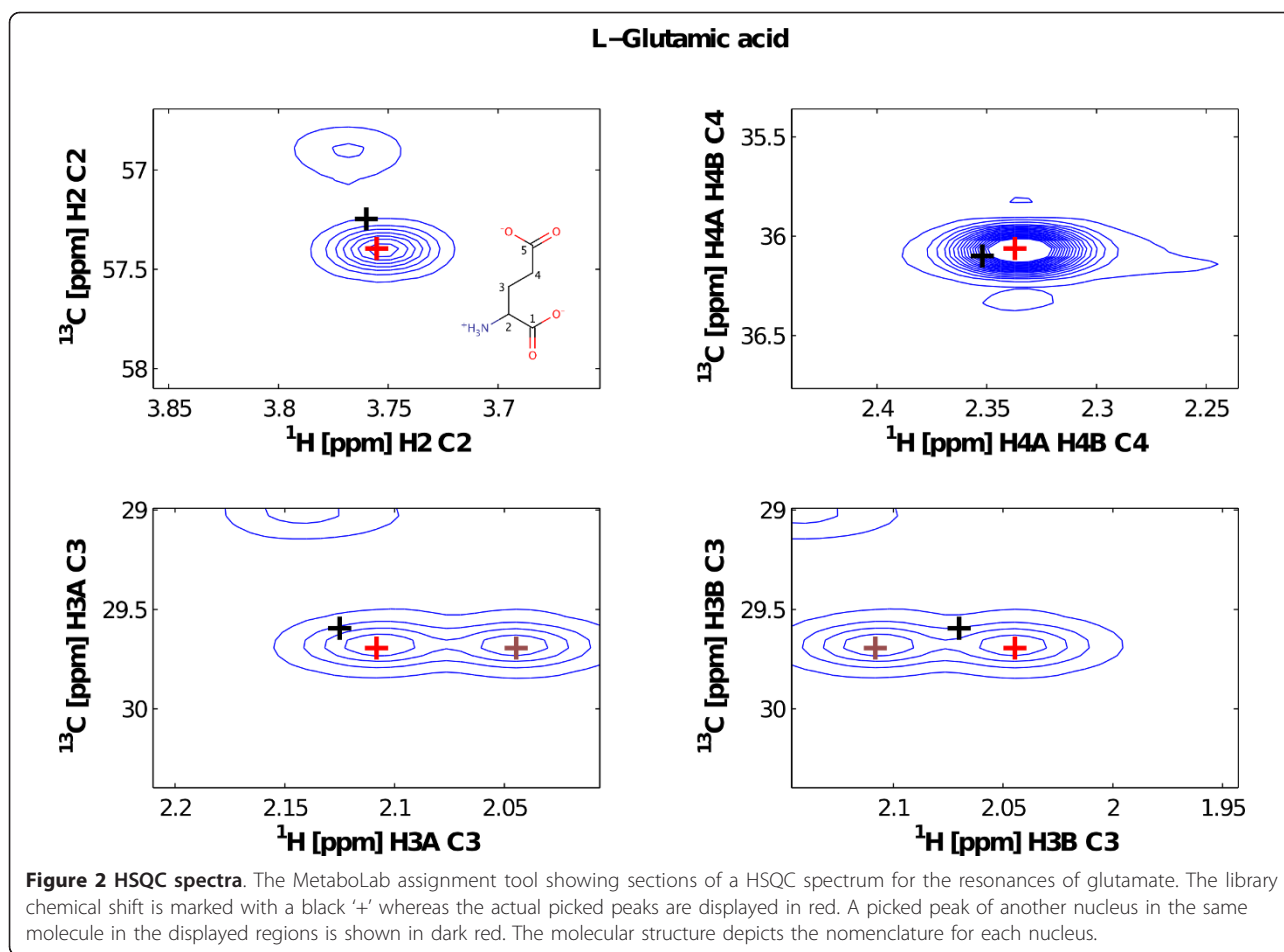 L–Glutamic acid
¹³C [ppm] H2 C2
57
57.5
58
3.85 3.8 3.75 3.7
¹H [ppm] H2 C2
⁻O O
5
4
3
1 O⁻
⁺H₃N 2
O
¹³C [ppm] H4A H4B C4
35.5
36
36.5
2.4 2.35 2.3 2.25
¹H [ppm] H4A H4B C4
¹³C [ppm] H3A C3
29
29.5
30
2.2 2.15 2.1 2.05
¹H [ppm] H3A C3
¹³C [ppm] H3B C3
29
29.5
30
2.1 2.05 2 1.95
¹H [ppm] H3B C3
Figure 2 HSQC spectra. The MetaboLab assignment tool showing sections of a HSQC spectrum for the resonances of glutamate. The library
chemical shift is marked with a black ‘+’ whereas the actual picked peaks are displayed in red. A picked peak of another nucleus in the same
molecule in the displayed regions is shown in dark red. The molecular structure depicts the nomenclature for each nucleus.